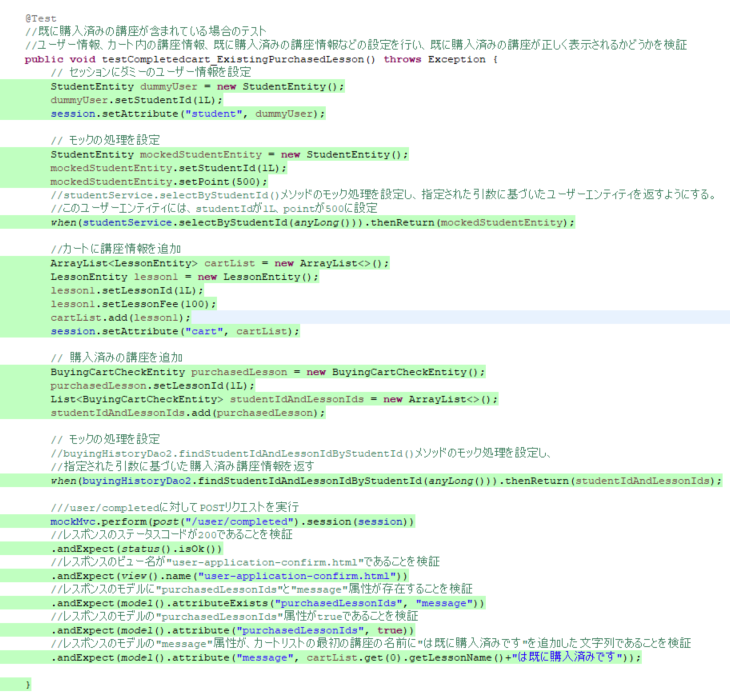 @Test
//既に購入済みの講座が含まれている場合のテスト
//ユーザー情報、カート内の講座情報、既に購入済みの講座情報などの設定を行い、既に購入済みの講座が正しく表示されるかどうかを検証
public void testCompletedcart_ExistingPurchasedLesson() throws Exception {
// セッションにダミーのユーザー情報を設定
StudentEntity dummyUser = new StudentEntity();
dummyUser.setStudentId(1L);
session.setAttribute("student", dummyUser);
// モックの処理を設定
StudentEntity mockedStudentEntity = new StudentEntity();
mockedStudentEntity.setStudentId(1L);
mockedStudentEntity.setPoint(500);
//studentService.selectByStudentId()メソッドのモック処理を設定し、指定された引数に基づいたユーザーエンティティを返すようにする。
//このユーザーエンティティには、studentIdが1L、pointが500に設定
when(studentService.selectByStudentId(anyLong())).thenReturn(mockedStudentEntity);
//カートに講座情報を追加
ArrayList<LessonEntity> cartList = new ArrayList<>();
LessonEntity lesson1 = new LessonEntity();
lesson1.setLessonId(1L);
lesson1.setLessonFee(100);
cartList.add(lesson1);
session.setAttribute("cart", cartList);
// 購入済みの講座を追加
BuyingCartCheckEntity purchasedLesson = new BuyingCartCheckEntity();
purchasedLesson.setLessonId(1L);
List<BuyingCartCheckEntity> studentIdAndLessonIds = new ArrayList<>();
studentIdAndLessonIds.add(purchasedLesson);
// モックの処理を設定
//buyingHistoryDao2.findStudentIdAndLessonIdByStudentId()メソッドのモック処理を設定し、
//指定された引数に基づいた購入済み講座情報を返す
when(buyingHistoryDao2.findStudentIdAndLessonIdByStudentId(anyLong())).thenReturn(studentIdAndLessonIds);
///user/completedに対してPOSTリクエストを実行
mockMvc.perform(post("/user/completed").session(session))
//レスポンスのステータスコードが200であることを検証
.andExpect(status().isOk())
//レスポンスのビュー名が"user-application-confirm.html"であることを検証
.andExpect(view().name("user-application-confirm.html"))
//レスポンスのモデルに"purchasedLessonIds"と"message"属性が存在することを検証
.andExpect(model().attributeExists("purchasedLessonIds", "message"))
//レスポンスのモデルの"purchasedLessonIds"属性がtrueであることを検証
.andExpect(model().attribute("purchasedLessonIds", true))
//レスポンスのモデルの"message"属性が、カートリストの最初の講座の名前に"は既に購入済みです"を追加した文字列であることを検証
.andExpect(model().attribute("message", cartList.get(0).getLessonName()+"は既に購入済みです"));
}